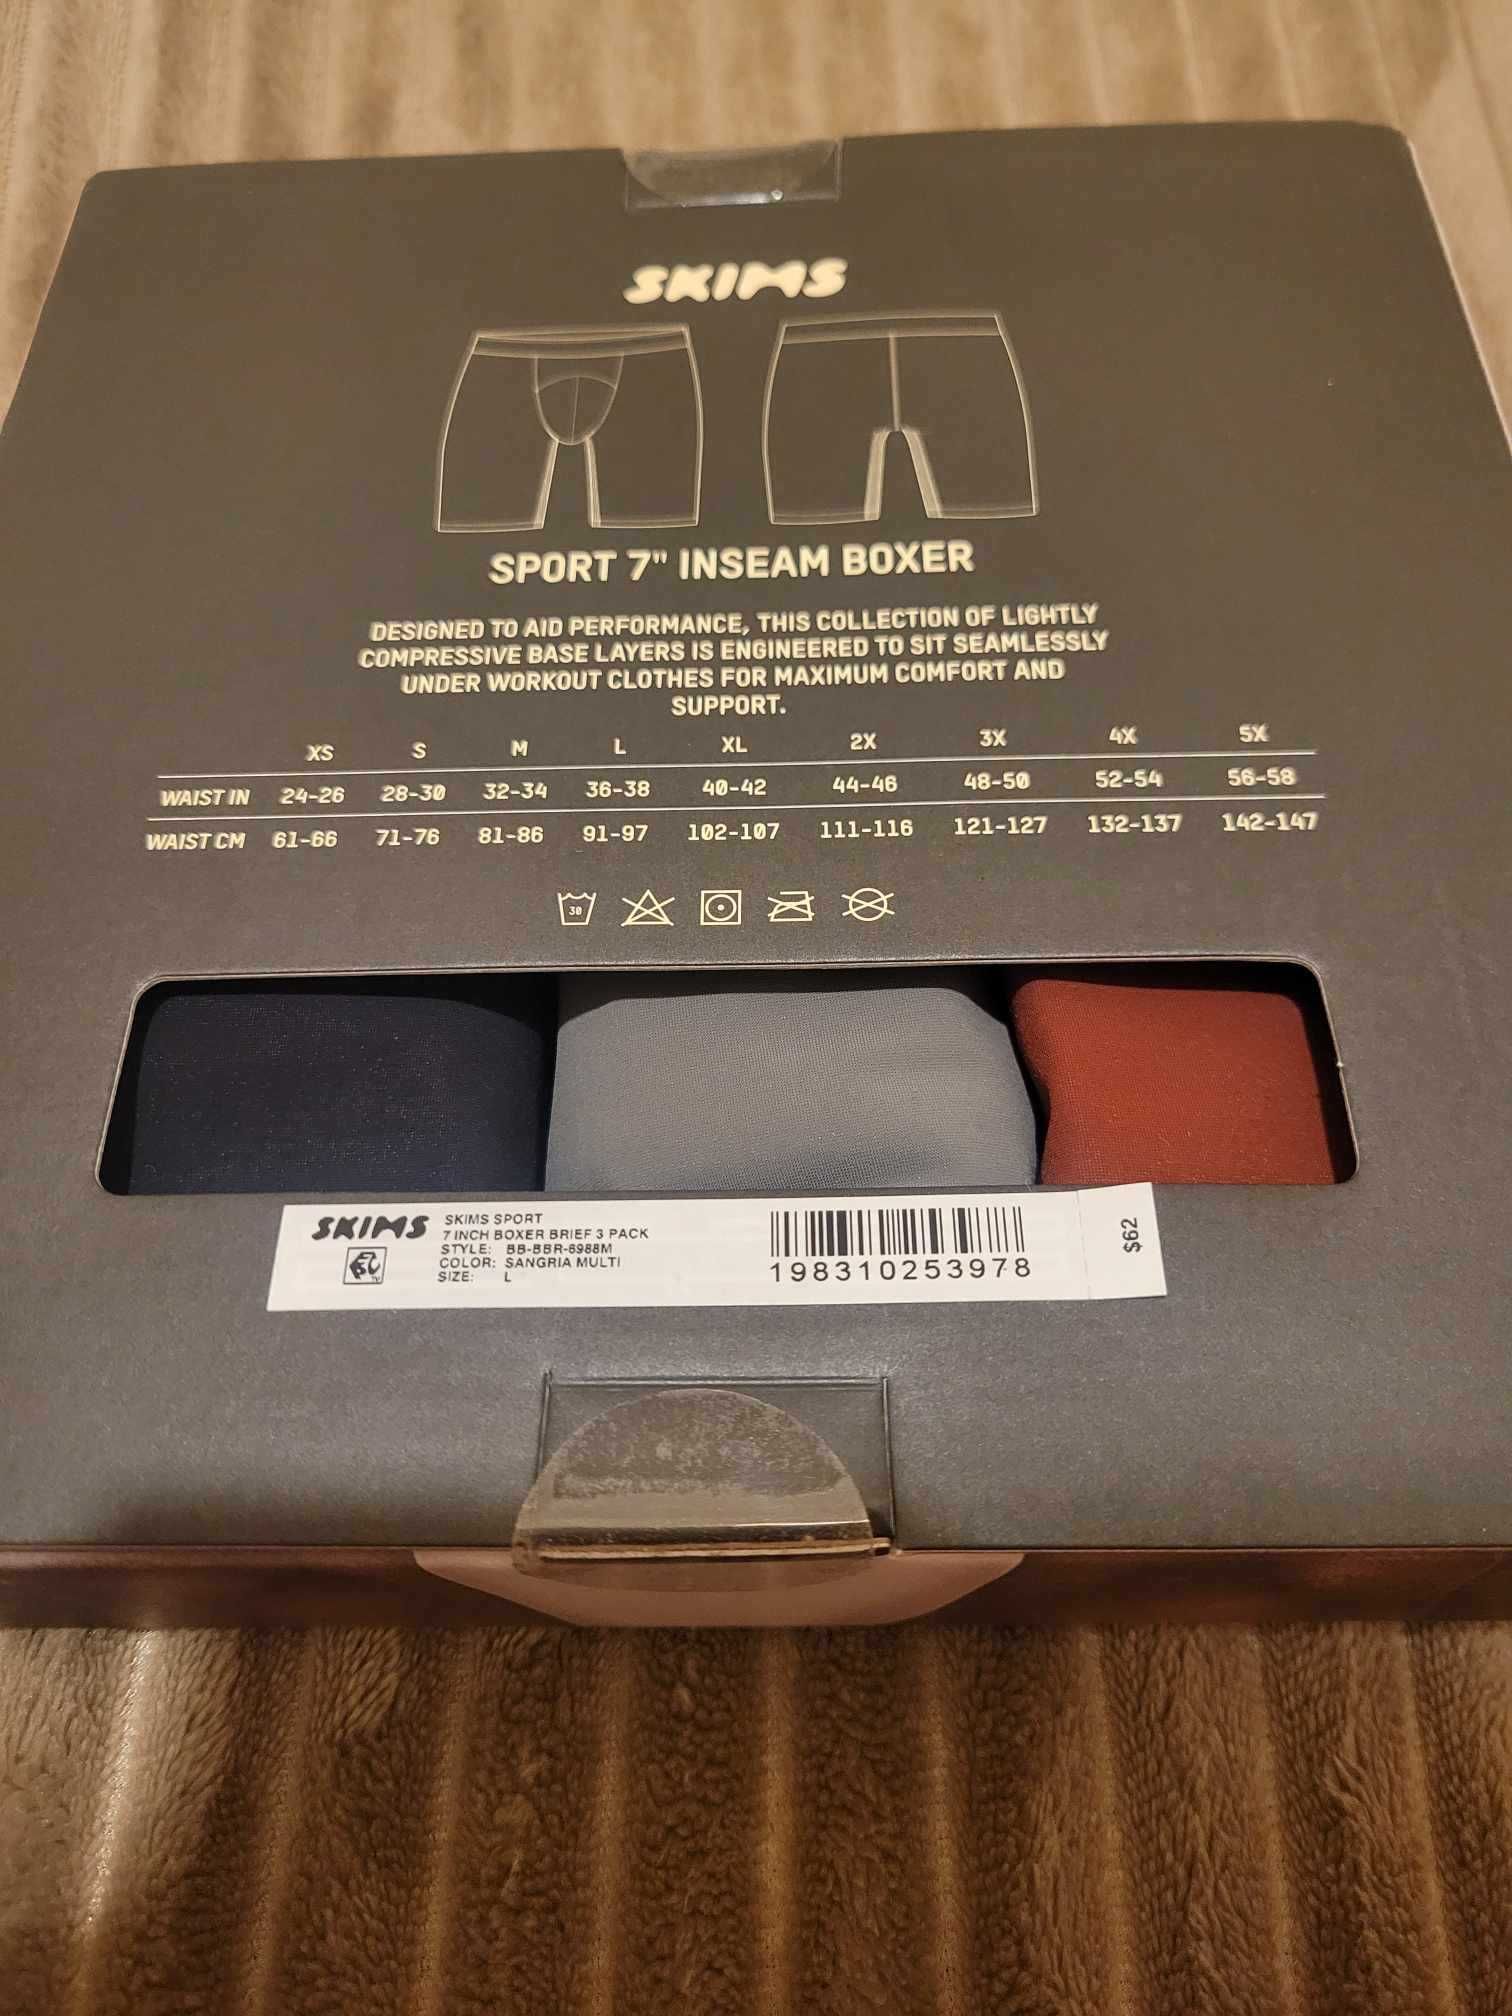 SKIMS
SPORT 7" INSEAM BOXER
DESIGNED TO AID PERFORMANCE, THIS COLLECTION OF LIGHTLY
COMPRESSIVE BASE LAYERS IS ENGINEERED TO SIT SEAMLESSLY
UNDER WORKOUT CLOTHES FOR MAXIMUM COMFORT AND
SUPPORT.
XS S M L XL 2X 3X 4X 5X
WAIST IN 24-26 28-30 32-34 36-38 40-42 44-46 48-50 52-54 56-58
WAIST CM 61-66 71-76 81-86 91-97 102-107 111-116 121-127 132-137 142-147
30
SKIMS
SKIMS SPORT
7 INCH BOXER BRIEF 3 PACK
STYLE: BB-BBR-6988M
COLOR: SANGRIA MULTI
SIZE: L
198310253978
$62